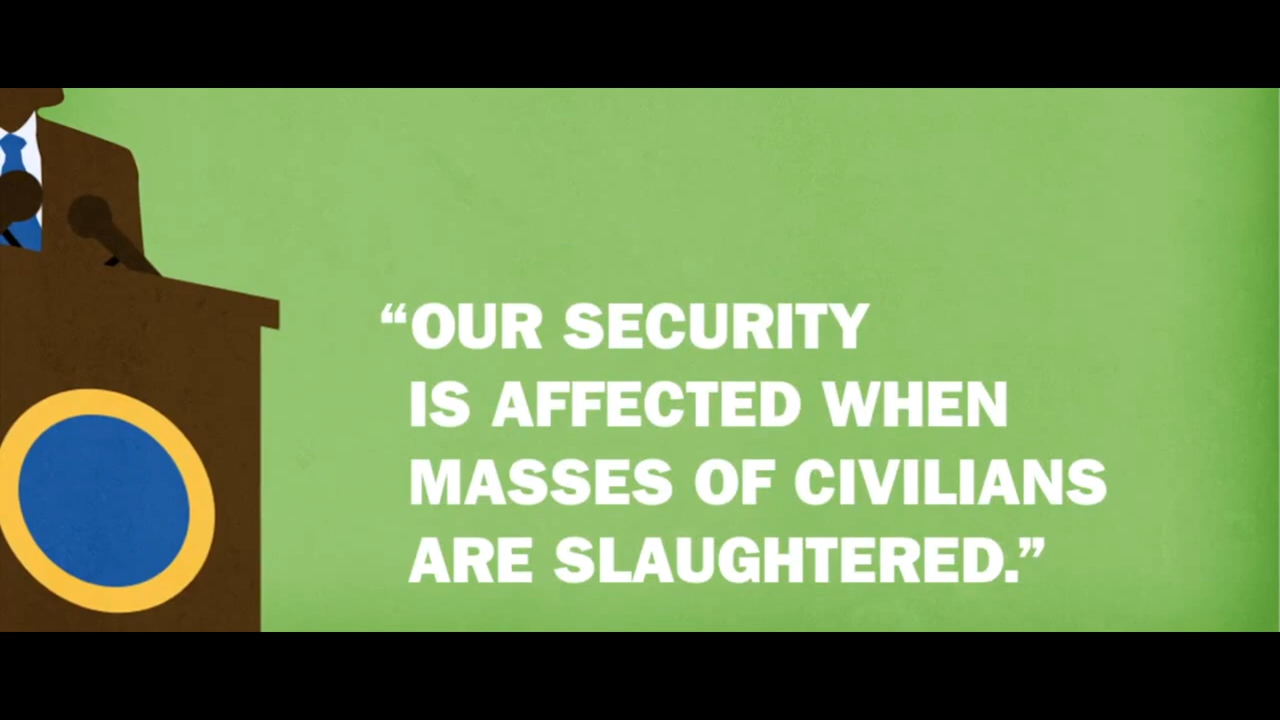 “OUR SECURITY
IS AFFECTED WHEN
MASSES OF CIVILIANS
ARE SLAUGHTERED.”